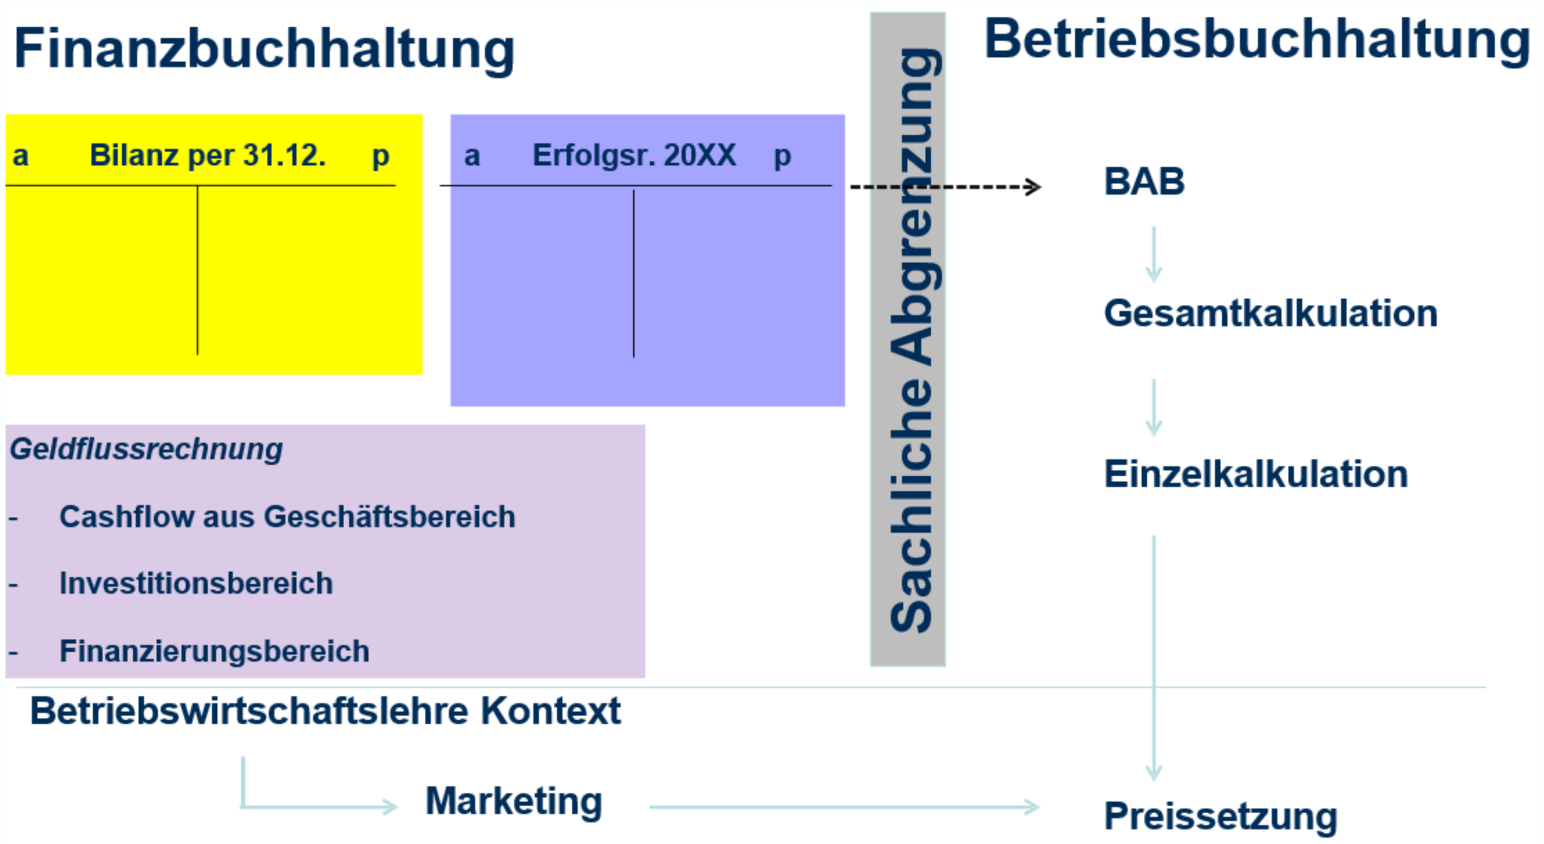 Finanzbuchhaltung
Betriebsbuchhaltung
a Bilanz per 31.12. p
a Erfolgsr. 20XX p
Sachliche Abgrenzung
BAB
Gesamtkalkulation
Einzelkalkulation
Geldflussrechnung
- Cashflow aus Geschäftsbereich
- Investitionsbereich
- Finanzierungsbereich
Betriebswirtschaftslehre Kontext
Marketing
Preissetzung